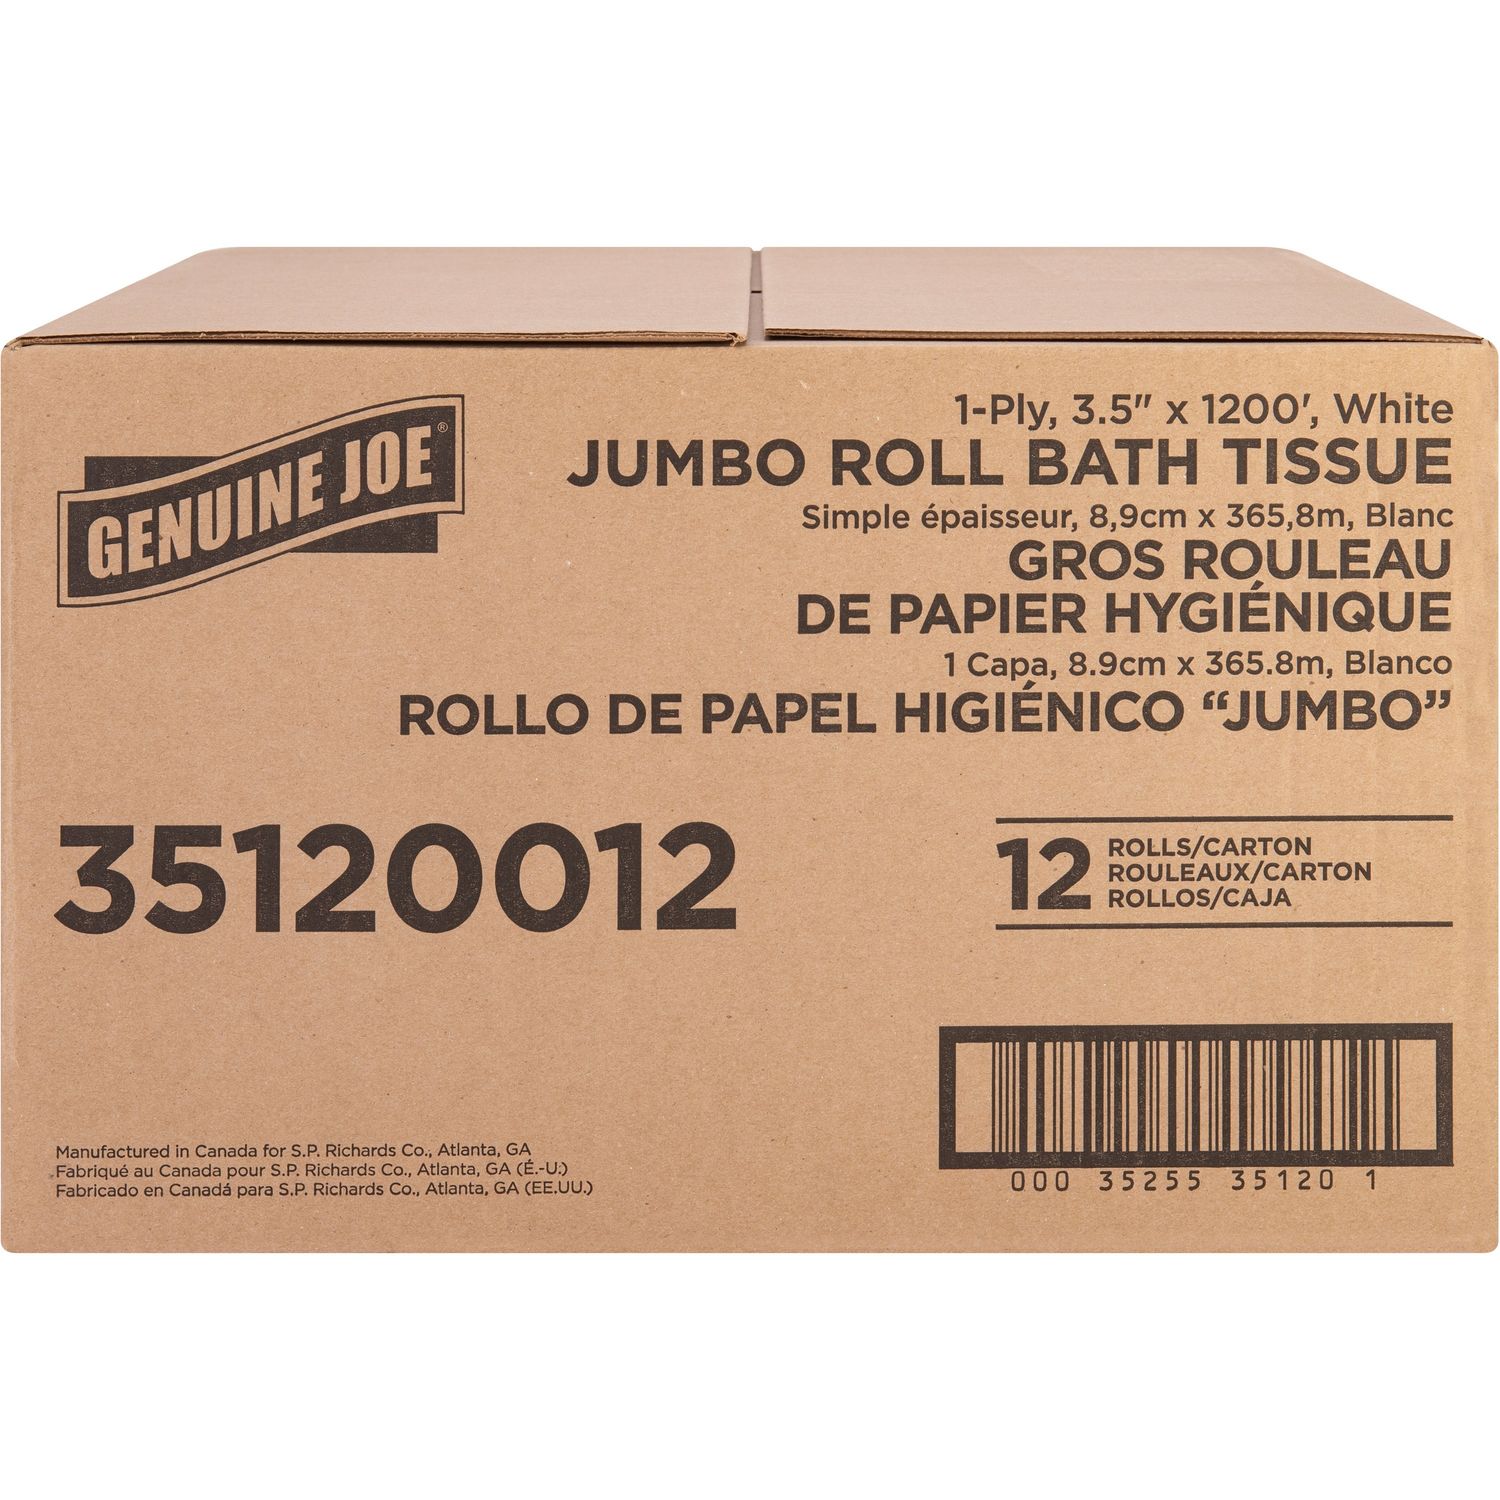 GENUINE JOE®
1-Ply, 3.5" x 1200', White
JUMBO ROLL BATH TISSUE
Simple épaisseur, 8,9cm x 365,8m, Blanc
GROS ROULEAU
DE PAPIER HYGIÉNIQUE
1 Capa, 8.9cm x 365.8m, Blanco
ROLLO DE PAPEL HIGIÉNICO “JUMBO”
35120012
12 ROLLS/CARTON
ROULEAUX/CARTON
ROLLOS/CAJA
Manufactured in Canada for S.P. Richards Co., Atlanta, GA
Fabriqué au Canada pour S.P. Richards Co., Atlanta, GA (É.-U.)
Fabricado en Canadá para S.P. Richards Co., Atlanta, GA (EE.UU.)
000 35255 35120 1